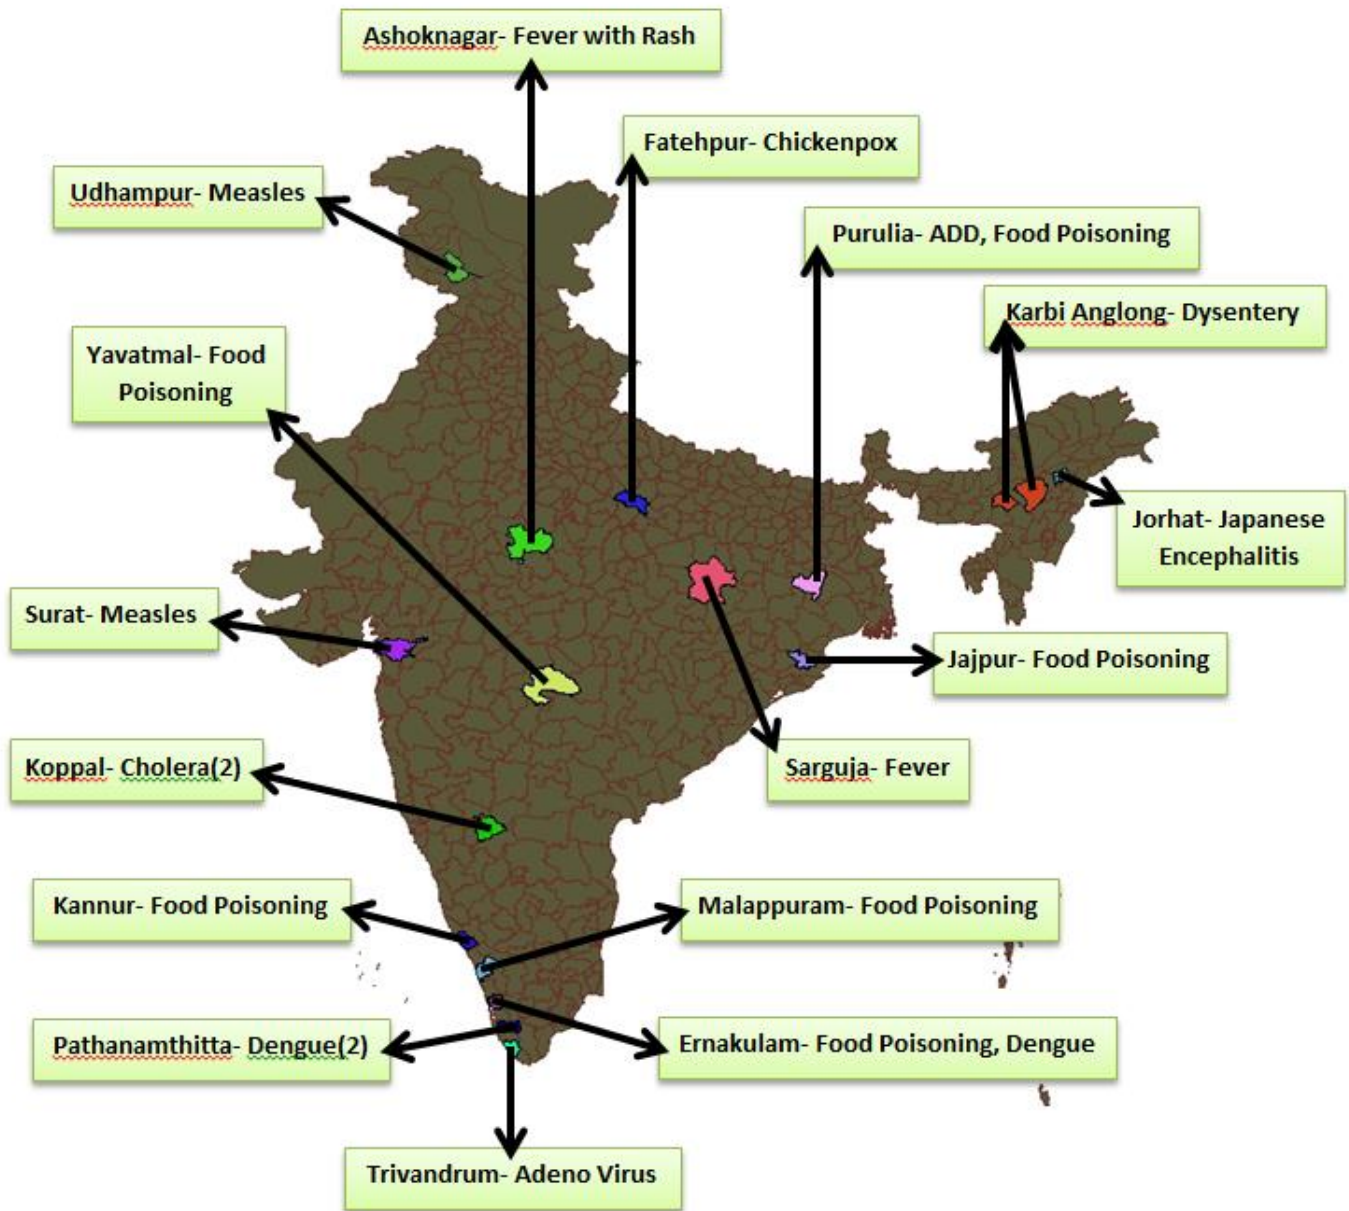 Ashoknagar- Fever with Rash
Fatehpur- Chickenpox
Udhampur- Measles
Purulia- ADD, Food Poisoning
Karbi Anglong- Dysentery
Yavatmal- Food
Poisoning
Jorhat- Japanese
Encephalitis
Surat- Measles
Jajpur- Food Poisoning
Koppal- Cholera(2)
Sarguja- Fever
Kannur- Food Poisoning
Malappuram- Food Poisoning
Pathanamthitta- Dengue(2)
Ernakulam- Food Poisoning, Dengue
Trivandrum- Adeno Virus